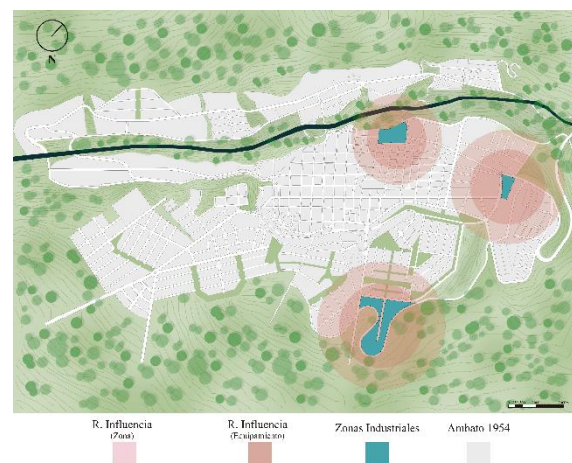 N
R. Influencia
(Zona)
R. Influencia
(Equipamiento)
Zonas Industriales
Ambato 1954